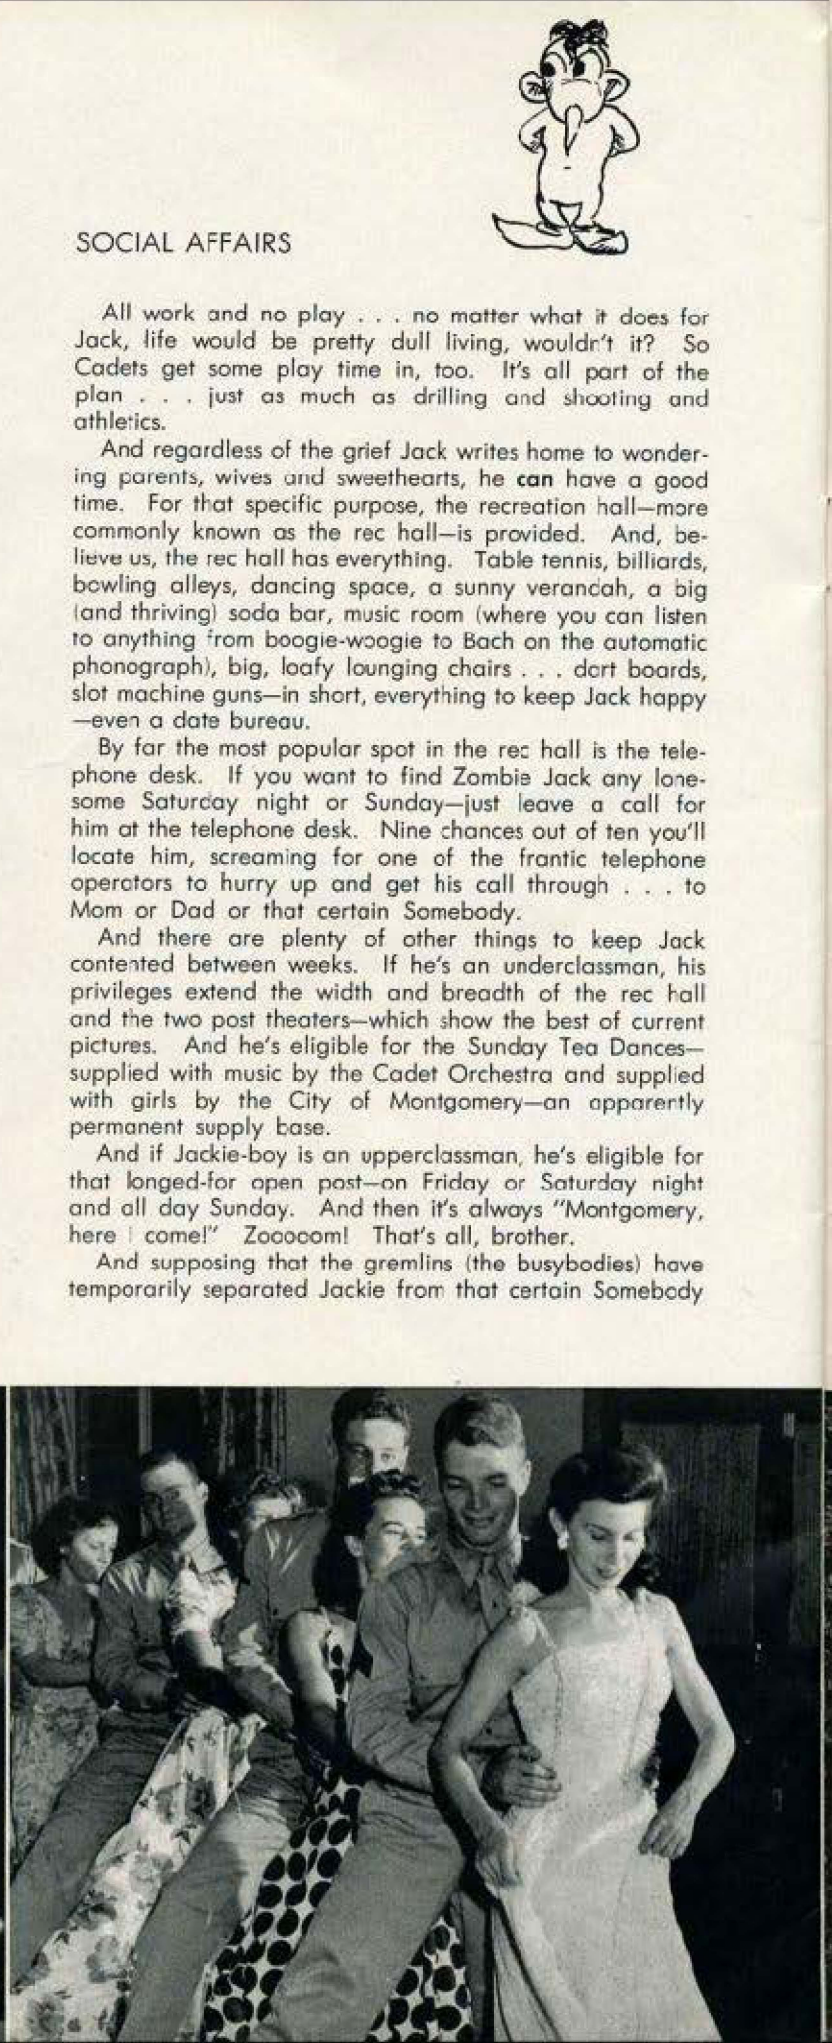 SOCIAL AFFAIRS
All work and no play . . . no matter what it does for
Jack, life would be pretty dull living, wouldn't it? So
Cadets get some play time in, too. It's all part of the
plan . . . just as much as drilling and shooting and
athletics.
And regardless of the grief Jack writes home to wonder-
ing parents, wives and sweethearts, he can have a good
time. For that specific purpose, the recreation hall—more
commonly known as the rec hall—is provided. And, be-
lieve us, the rec hall has everything. Table tennis, billiards,
bowling alleys, dancing space, a sunny verandah, a big
(and thriving) soda bar, music room (where you can listen
to anything from boogie-woogie to Bach on the automatic
phonograph), big, loafy lounging chairs . . . dart boards,
slot machine guns—in short, everything to keep Jack happy
—even a date bureau.
By far the most popular spot in the rec hall is the tele-
phone desk. If you want to find Zombie Jack any lone-
some Saturday night or Sunday—just leave a call for
him at the telephone desk. Nine chances out of ten you'll
locate him, screaming for one of the frantic telephone
operators to hurry up and get his call through . . . to
Mom or Dad or that certain Somebody.
And there are plenty of other things to keep Jack
contented between weeks. If he's an underclassman, his
privileges extend the width and breadth of the rec hall
and the two post theaters—which show the best of current
pictures. And he's eligible for the Sunday Tea Dances—
supplied with music by the Cadet Orchestra and supplied
with girls by the City of Montgomery—an apparently
permanent supply base.
And if Jackie-boy is an upperclassman, he's eligible for
that longed-for open post—on Friday or Saturday night
and all day Sunday. And then it's always "Montgomery,
here I come!" Zooooom! That's all, brother.
And supposing that the gremlins (the busybodies) have
temporarily separated Jackie from that certain Somebody